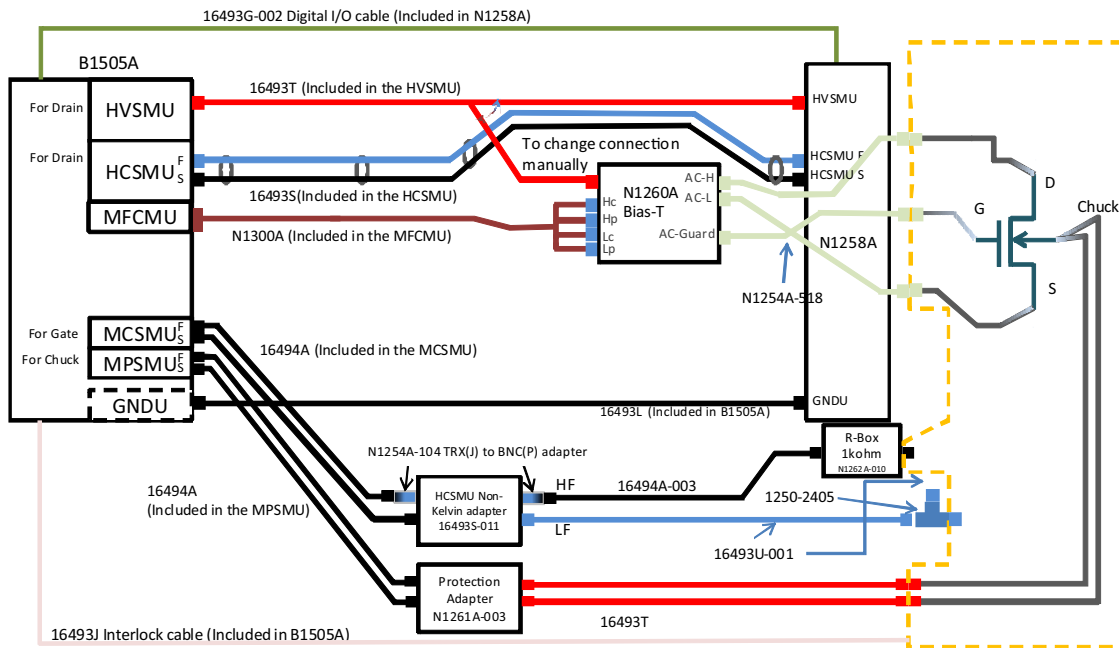 16493G-002 Digital I/O cable (Included in N1258A)
B1505A
For Drain
HVSMU
16493T (Included in the HVSMU)
HVSMU
For Drain
HCSMU
F
S
To change connection
manually
HCSMU F
HCSMU S
16493S(Included in the HCSMU)
MFCMU
N1300A (Included in the MFCMU)
N1260A
Bias-T
Hc
Hp
Lc
Lp
AC-H
AC-L
AC-Guard
N1258A
N1254A-518
D
G
S
Chuck
For Gate
MCSMU
F
S
For Chuck
MPSMU
F
S
16494A (Included in the MCSMU)
GNDU
16493L (Included in B1505A)
GNDU
R-Box
1kohm
N1262A-010
N1254A-104 TRX(J) to BNC(P) adapter
16494A
(Included in the MPSMU)
HCSMU Non-
Kelvin adapter
16493S-011
HF
LF
16494A-003
1250-2405
16493U-001
Protection
Adapter
N1261A-003
16493T
16493J Interlock cable (Included in B1505A)